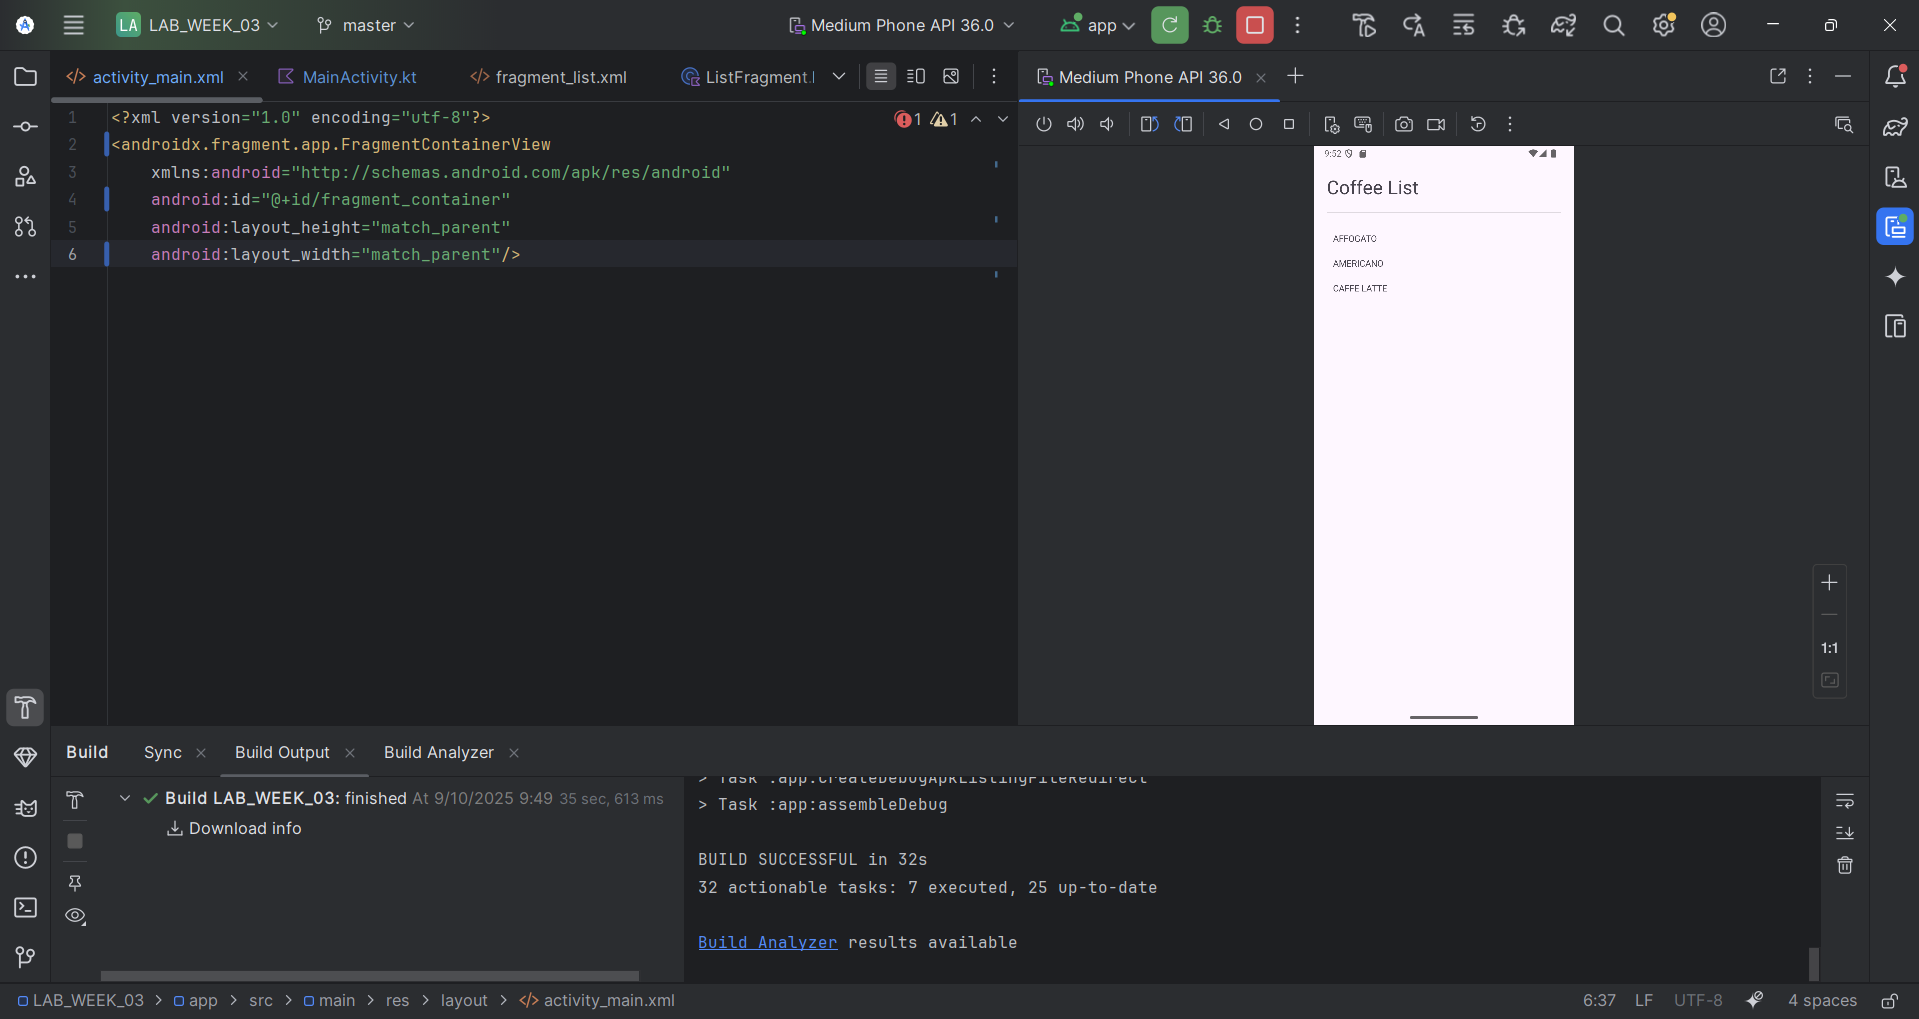 LA LAB_WEEK_03 master Medium Phone API 36.0 app
activity_main.xml MainActivity.kt fragment_list.xml ListFragment. Medium Phone API 36.0
1 <?xml version="1.0" encoding="utf-8"?> 1 1
2 <androidx.fragment.app.FragmentContainerView
3 xmlns:android="http://schemas.android.com/apk/res/android"
4 android:id="@+id/fragment_container"
5 android:layout_height="match_parent"
6 android:layout_width="match_parent"/>
9:52
Coffee List
AFFOGATO
AMERICANO
CAFFE LATTE
1:1
Build Sync Build Output Build Analyzer
Build LAB_WEEK_03: finished At 9/10/2025 9:49 35 sec, 613 ms
Download info
> Task :app:createDebugApkListingFileRedirect
> Task :app:assembleDebug
BUILD SUCCESSFUL in 32s
32 actionable tasks: 7 executed, 25 up-to-date
Build Analyzer results available
LAB_WEEK_03 > app > src > main > res > layout > activity_main.xml 6:37 LF UTF-8 4 spaces